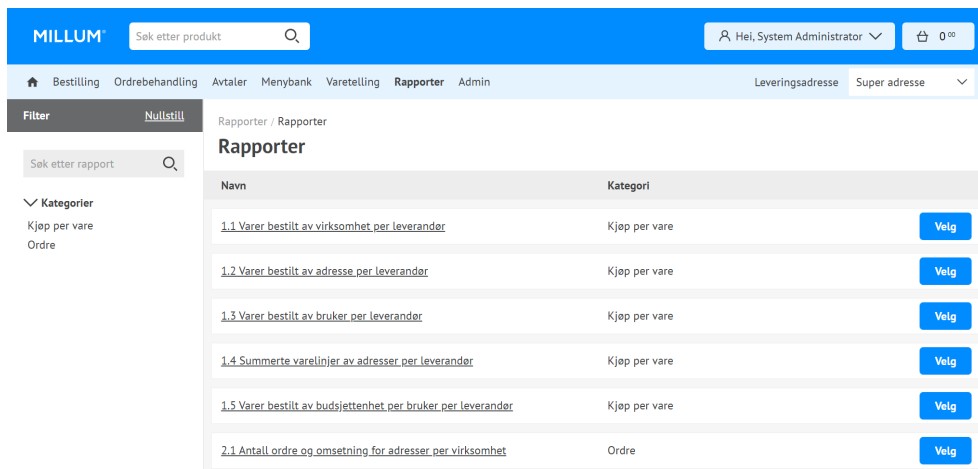 MILLUM®
Søk etter produkt
Hei, System Administrator
0 00
Bestilling Ordrebehandling Avtaler Menybank Varetelling Rapporter Admin
Leveringsadresse Super adresse
Filter Nullstill
Søk etter rapport
Kategorier
Kjøp per vare
Ordre
Rapporter / Rapporter
Rapporter
Navn Kategori
1.1 Varer bestilt av virksomhet per leverandør Kjøp per vare Velg
1.2 Varer bestilt av adresse per leverandør Kjøp per vare Velg
1.3 Varer bestilt av bruker per leverandør Kjøp per vare Velg
1.4 Summerte varelinjer av adresser per leverandør Kjøp per vare Velg
1.5 Varer bestilt av budsjettenhet per bruker per leverandør Kjøp per vare Velg
2.1 Antall ordre og omsetning for adresser per virksomhet Ordre Velg